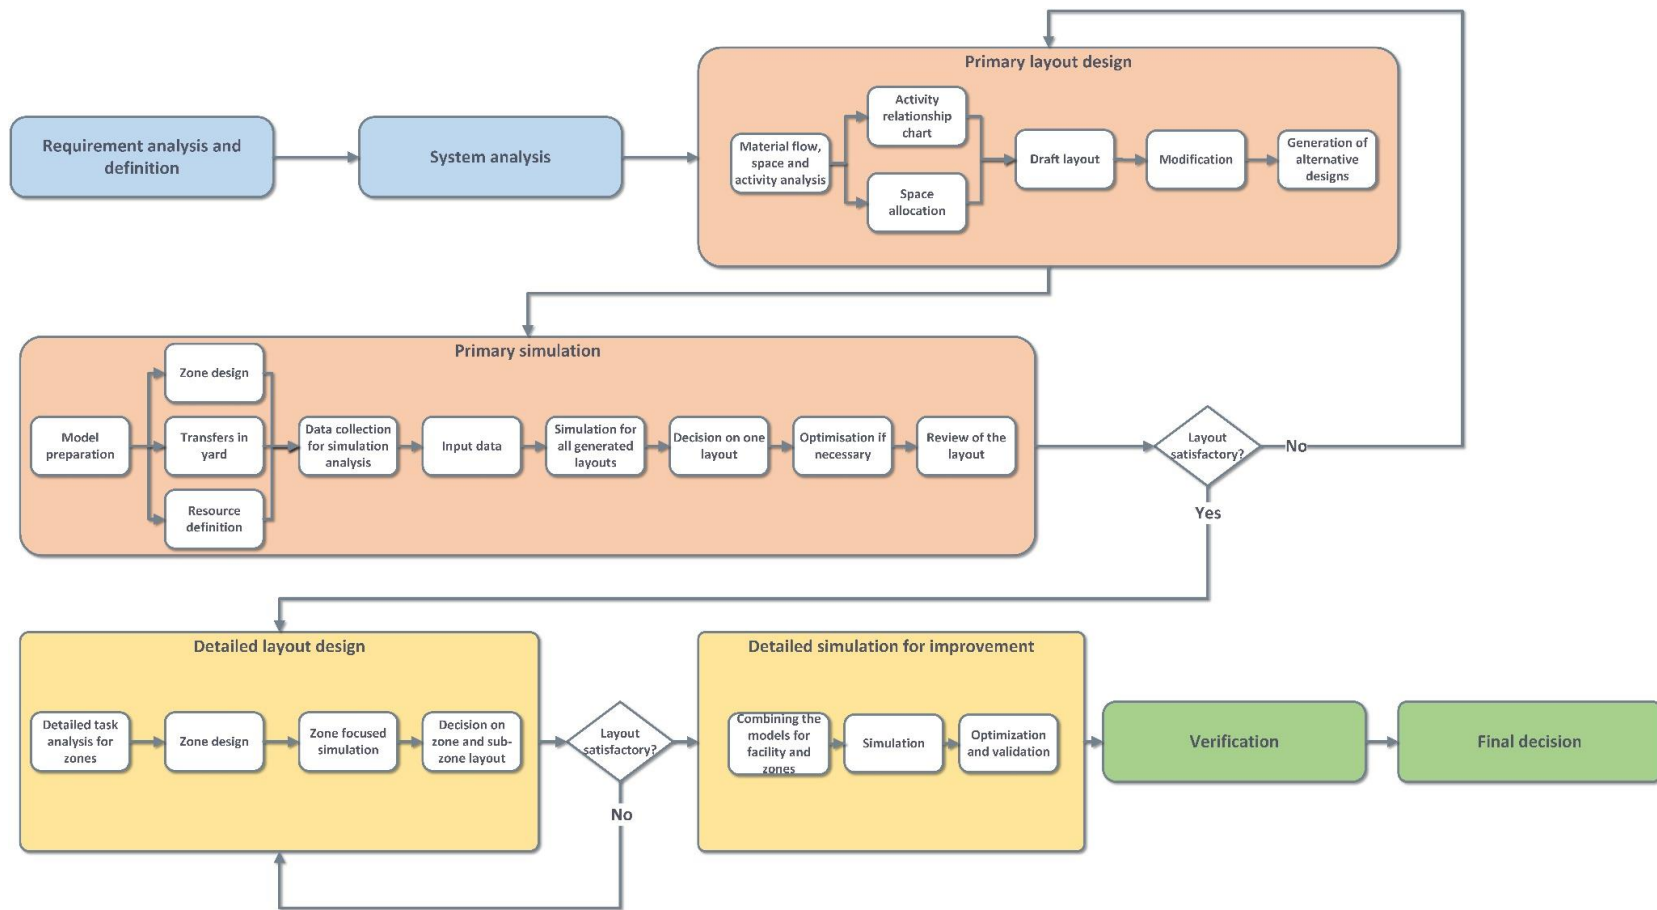 Primary layout design
Requirement analysis and
definition
System analysis
Material flow,
space and
activity analysis
Activity
relationship
chart
Space
allocation
Draft layout
Modification
Generation of
alternative
designs
Primary simulation
Model
preparation
Zone design
Transfers in
yard
Resource
definition
Data collection
for simulation
analysis
Input data
Simulation for
all generated
layouts
Decision on one
layout
Optimisation if
necessary
Review of the
layout
Layout
satisfactory?
No
Yes
Detailed layout design
Detailed task
analysis for
zones
Zone design
Zone focused
simulation
Decision on
zone and sub-
zone layout
Layout
satisfactory?
No
Detailed simulation for improvement
Combining the
models for
facility and
and zones
Simulation
Optimization
and validation
Verification
Final decision